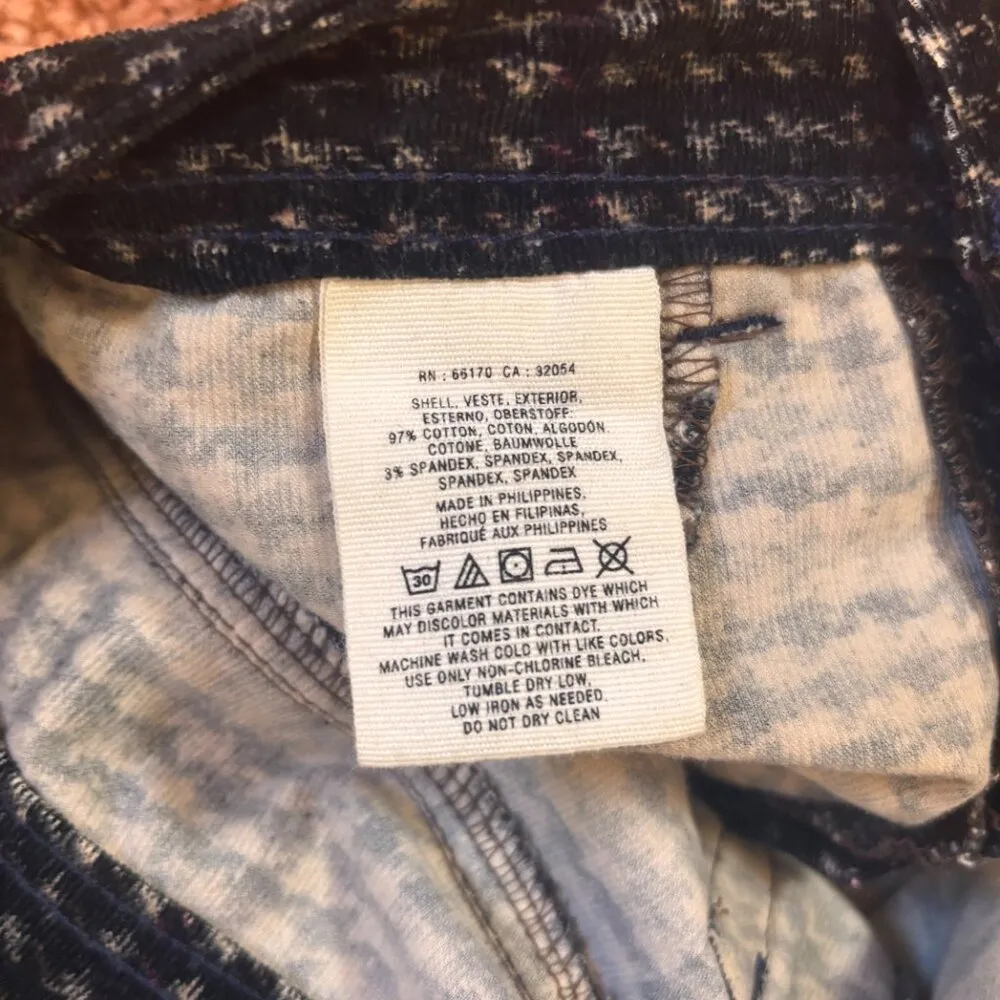 RN : 66170 CA : 32054
SHELL, VESTE, EXTERIOR,
ESTERNO, OBERSTOFF:
97% COTTON, COTON, ALGODÓN,
COTONE, BAUMWOLLE
3% SPANDEX, SPANDEX, SPANDEX,
SPANDEX, SPANDEX
MADE IN PHILIPPINES,
HECHO EN FILIPINAS,
FABRIQUÉ AUX PHILIPPINES
30
THIS GARMENT CONTAINS DYE WHICH
MAY DISCOLOR MATERIALS WITH WHICH
IT COMES IN CONTACT.
MACHINE WASH COLD WITH LIKE COLORS,
USE ONLY NON-CHLORINE BLEACH,
TUMBLE DRY LOW,
LOW IRON AS NEEDED.
DO NOT DRY CLEAN